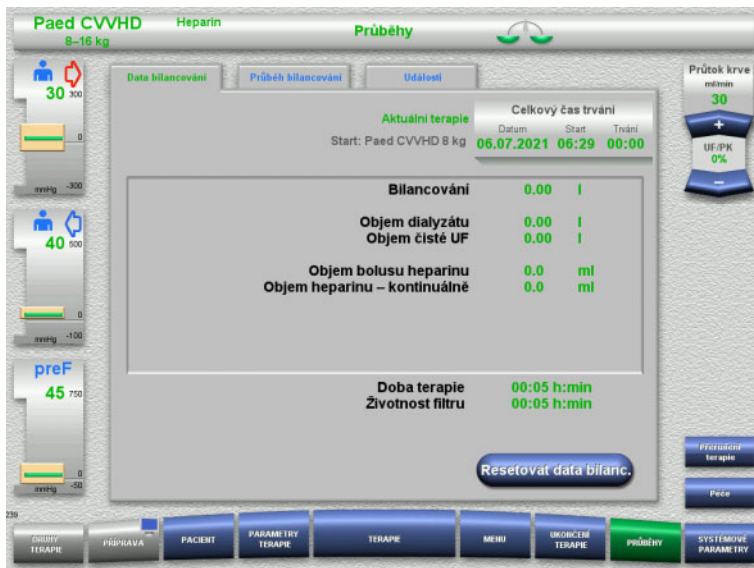 Paed CVVHD Heparin Průběhy
8–16 kg
30 300
0
mmHg -300
40 500
0
mmHg -100
preF
45 750
0
mmHg -50
239
Data bilancování Průběh bilancování Události
Aktuální terapie
Start: Paed CVVHD 8 kg
Celkový čas trvání
Datum Start Trvání
06.07.2021 06:29 00:00
Bilancování 0.00 l
Objem dialyzátu 0.00 l
Objem čisté UF 0.00 l
Objem bolusu heparinu 0.0 ml
Objem heparinu – kontinuálně 0.0 ml
Doba terapie 00:05 h:min
Životnost filtru 00:05 h:min
Resetovat data bilanc.
Průtok krve
ml/min
30
+
UF/PK
0%
–
Přerušení
terapie
Péče
DRUHY
TERAPIE
PŘÍPRAVA
PACIENT
PARAMETRY
TERAPIE
TERAPIE
MENU
UKONČENÍ
TERAPIE
PRŮBĚHY
SYSTÉMOVÉ
PARAMETRY